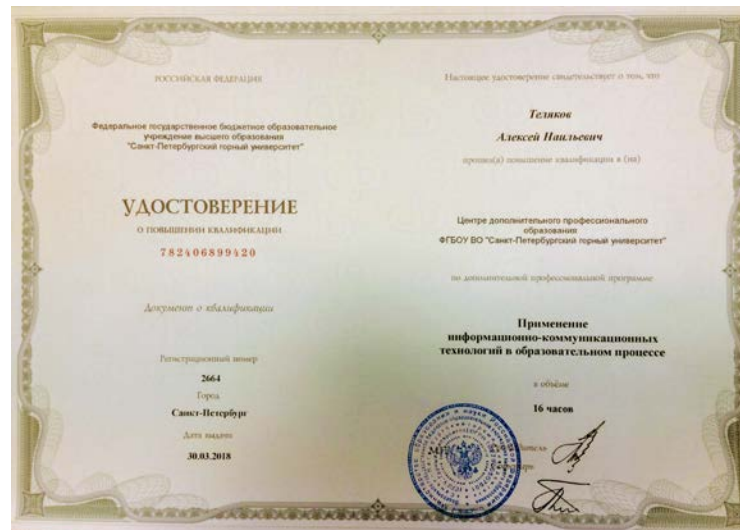 РОССИЙСКАЯ ФЕДЕРАЦИЯ
Федеральное государственное бюджетное образовательное
учреждение высшего образования
"Санкт-Петербургский горный университет"
УДОСТОВЕРЕНИЕ
О ПОВЫШЕНИИ КВАЛИФИКАЦИИ
782406899420
Документ о квалификации
Регистрационный номер
2664
Город
Санкт-Петербург
Дата выдачи
30.03.2018
Настоящее удостоверение свидетельствует о том, что
Теляков
Алексей Наильевич
прошел(а) повышение квалификации в (на)
Центре дополнительного профессионального
образования
ФГБОУ ВО "Санкт-Петербургский горный университет"
по дополнительной профессиональной программе
Применение
информационно-коммуникационных
технологий в образовательном процессе
в объёме
16 часов